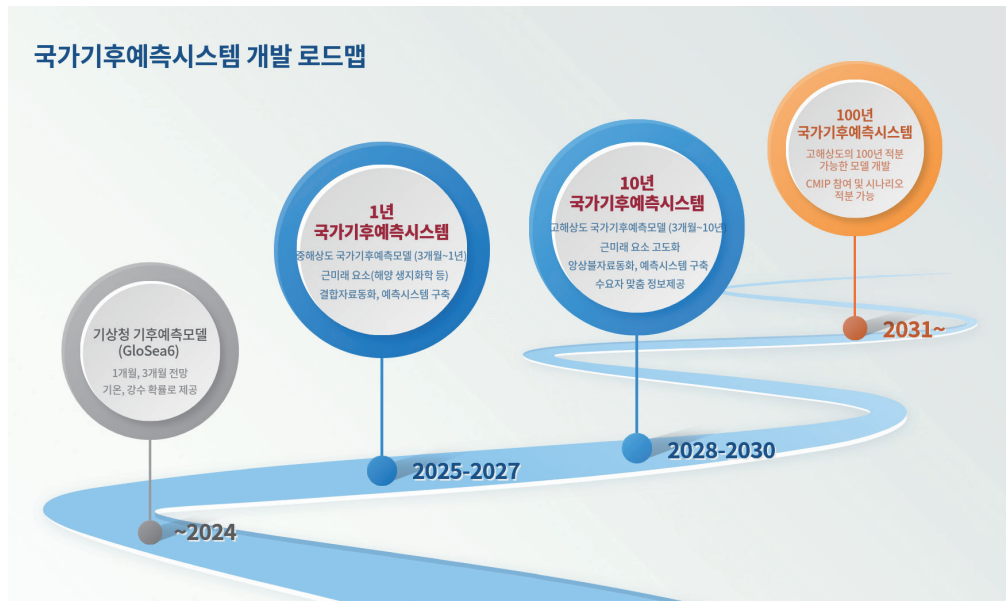 국가기후예측시스템 개발 로드맵
기상청 기후예측모델
(GloSea6)
1개월, 3개월 전망
기온, 강수 확률로 제공
~2024
1년
국가기후예측시스템
중해상도 국가기후예측모델 (3개월~1년)
근미래 요소(해양 생지화학 등)
결합자료동화, 예측시스템 구축
2025-2027
10년
국가기후예측시스템
고해상도 국가기후예측모델 (3개월~10년)
근미래 요소 고도화
앙상블자료동화, 예측시스템 구축
수요자 맞춤 정보제공
2028-2030
100년
국가기후예측시스템
고해상도의 100년 적분
가능한 모델 개발
CMIP 참여 및 시나리오
적분 가능
2031~